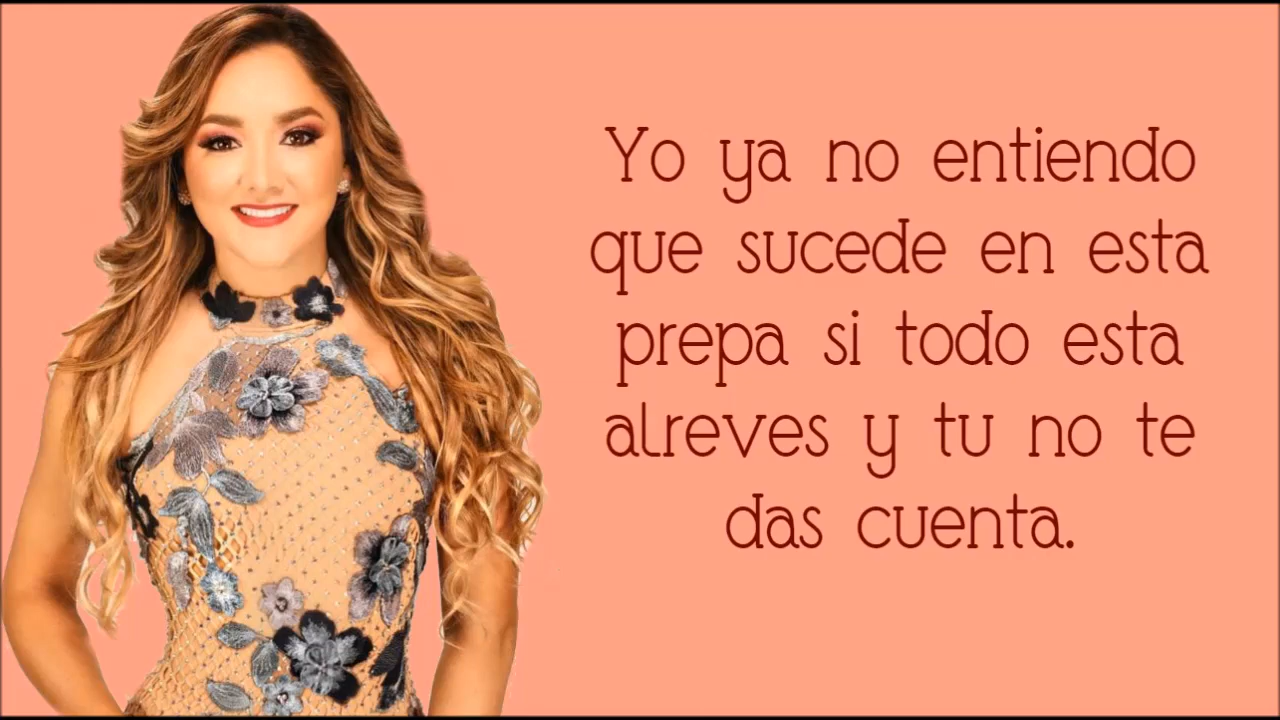 Yo ya no entiendo
que sucede en esta
prepa si todo esta
alreves y tu no te
das cuenta.